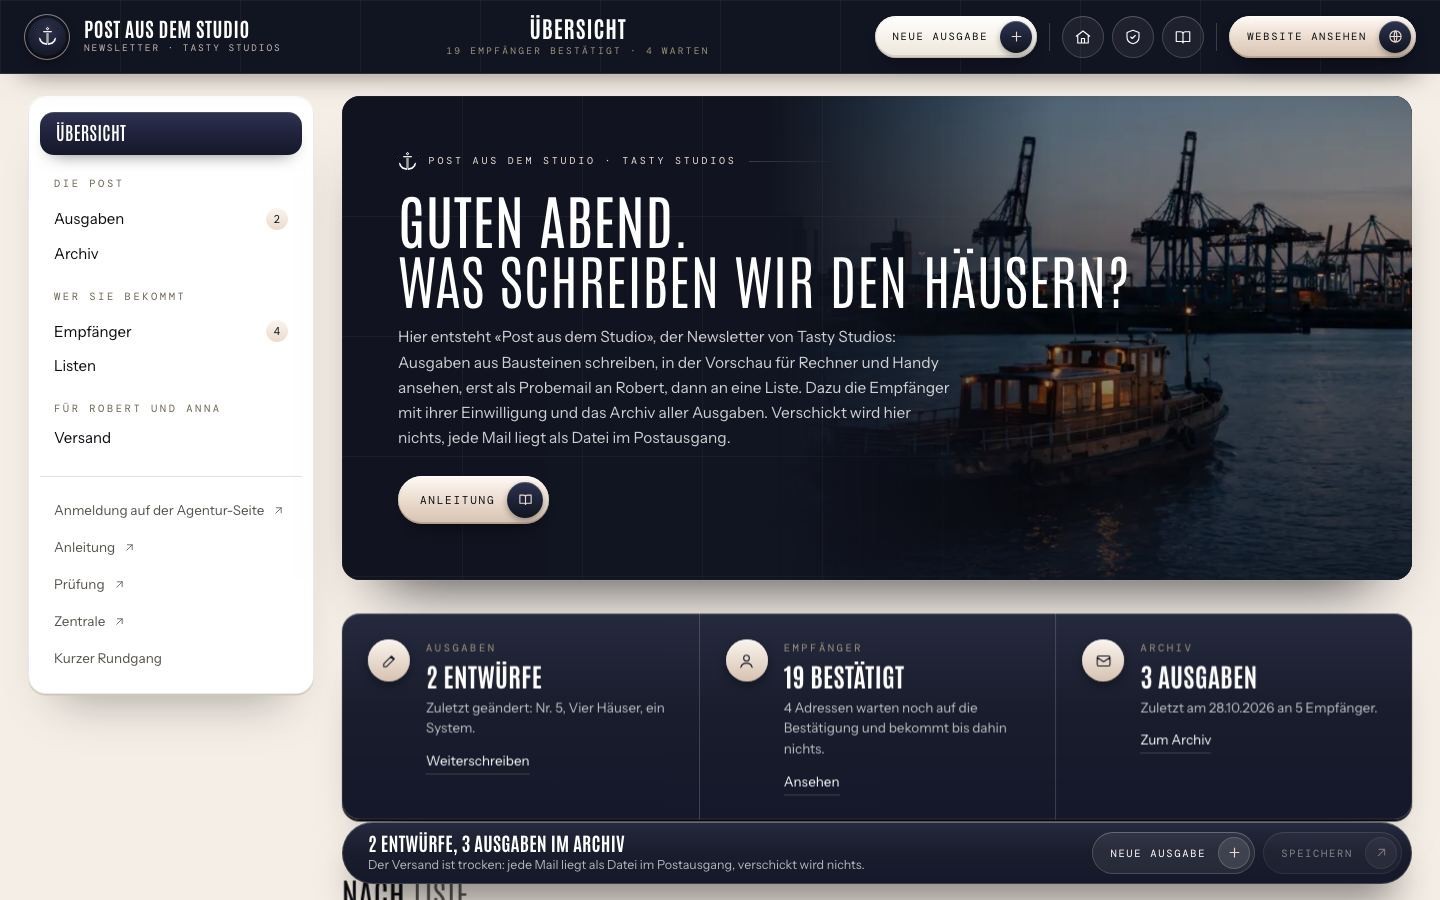 POST AUS DEM STUDIO
NEWSLETTER · TASTY STUDIOS
ÜBERSICHT
19 EMPFÄNGER BESTÄTIGT · 4 WARTEN
NEUE AUSGABE
WEBSITE ANSEHEN
ÜBERSICHT
DIE POST
Ausgaben 2
Archiv
WER SIE BEKOMMT
Empfänger 4
Listen
FÜR ROBERT UND ANNA
Versand
Anmeldung auf der Agentur-Seite
Anleitung
Prüfung
Zentrale
Kurzer Rundgang
POST AUS DEM STUDIO · TASTY STUDIOS
GUTEN ABEND.
WAS SCHREIBEN WIR DEN HÄUSERN?
Hier entsteht «Post aus dem Studio», der Newsletter von Tasty Studios:
Ausgaben aus Bausteinen schreiben, in der Vorschau für Rechner und Handy
ansehen, erst als Probemail an Robert, dann an eine Liste. Dazu die Empfänger
mit ihrer Einwilligung und das Archiv aller Ausgaben. Verschickt wird hier
nichts, jede Mail liegt als Datei im Postausgang.
ANLEITUNG
AUSGABEN
2 ENTWÜRFE
Zuletzt geändert: Nr. 5, Vier Häuser, ein
System.
Weiterschreiben
EMPFÄNGER
19 BESTÄTIGT
4 Adressen warten noch auf die
Bestätigung und bekommt bis dahin
nichts.
Ansehen
ARCHIV
3 AUSGABEN
Zuletzt am 28.10.2026 an 5 Empfänger.
Zum Archiv
2 ENTWÜRFE, 3 AUSGABEN IM ARCHIV
Der Versand ist trocken: jede Mail liegt als Datei im Postausgang, verschickt wird nichts.
NEUE AUSGABE
SPEICHERN
NACH LISTE